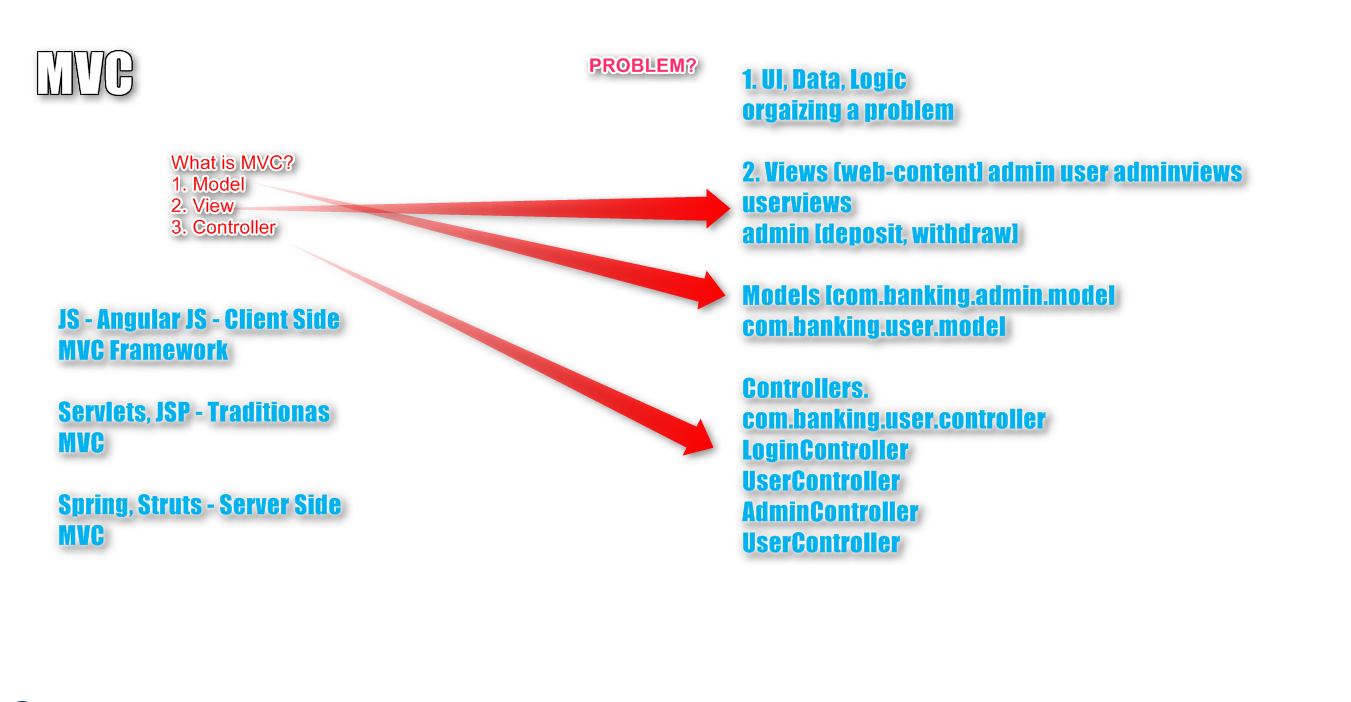 MVC
PROBLEM?
What is MVC?
1. Model
2. View
3. Controller
JS - Angular JS - Client Side
MVC Framework
Servlets, JSP - Traditionas
MVC
Spring, Struts - Server Side
MVC
1. UI, Data, Logic
orgaizing a problem
2. Views (web-content] admin user adminviews
userviews
admin [deposit, withdraw]
Models [com.banking.admin.model
com.banking.user.model
Controllers.
com.banking.user.controller
LoginController
UserController
AdminController
UserController